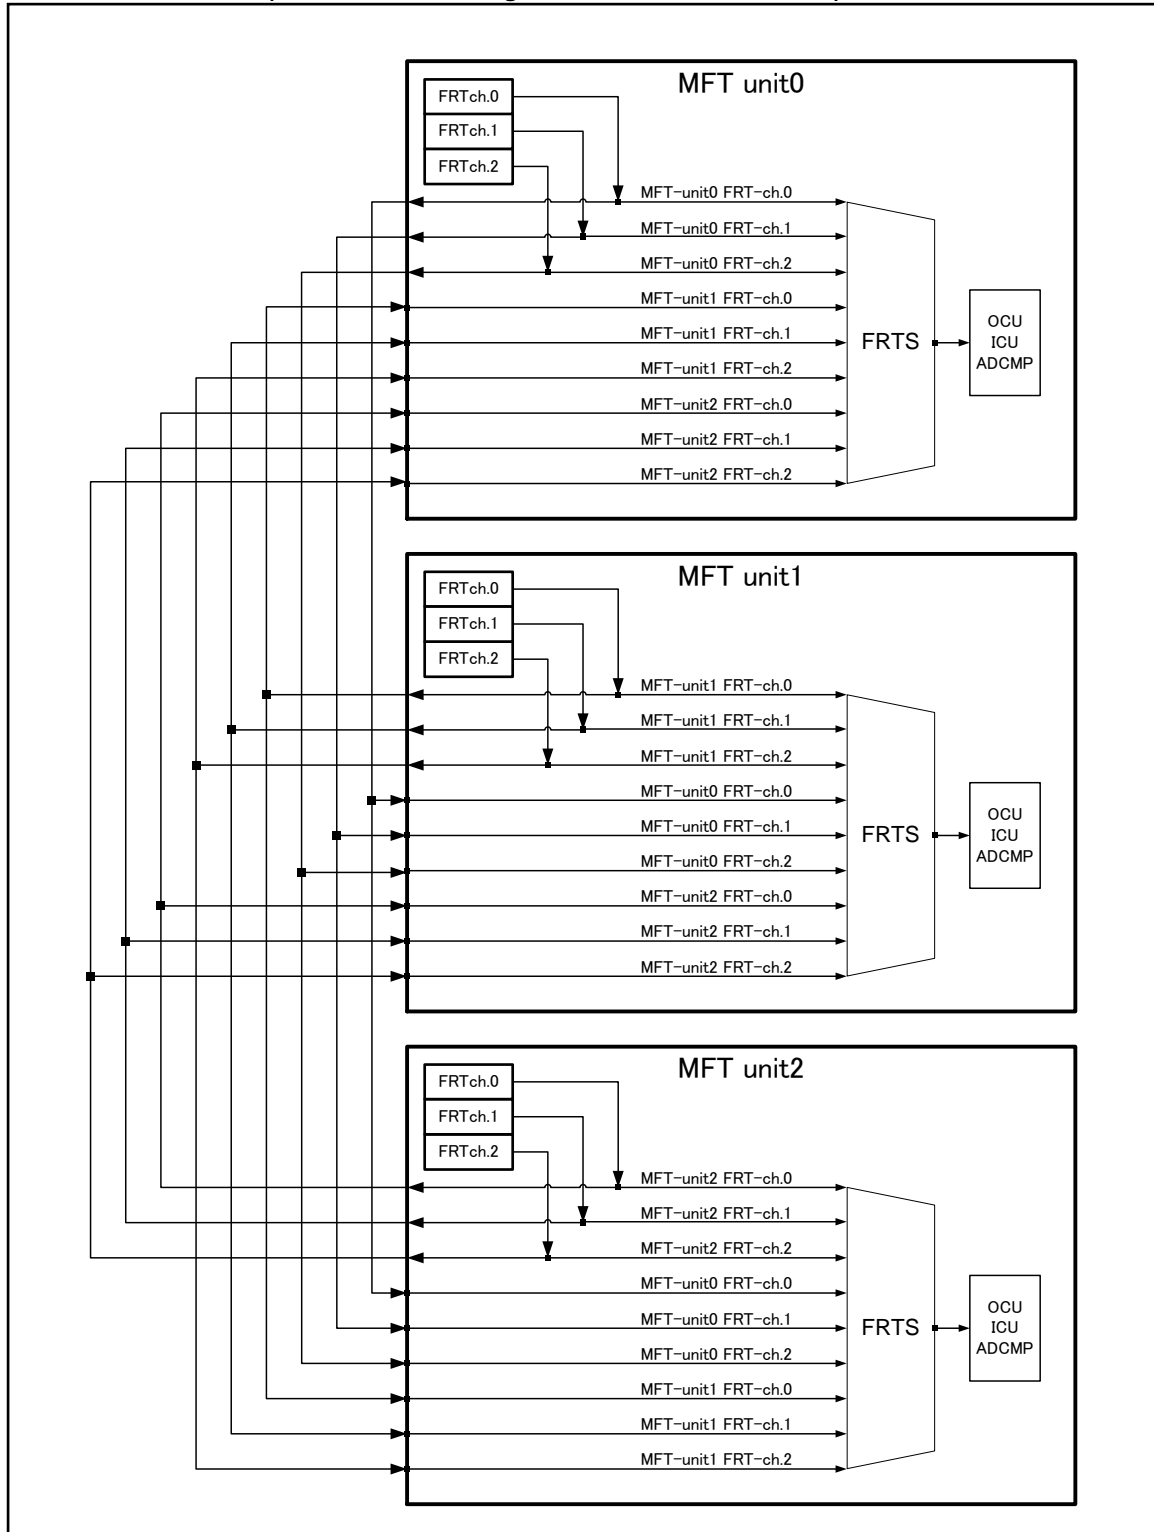 MFT unit0
FRTch.0
FRTch.1
FRTch.2
MFT-unit0 FRT-ch.0
MFT-unit0 FRT-ch.1
MFT-unit0 FRT-ch.2
MFT-unit1 FRT-ch.0
MFT-unit1 FRT-ch.1
MFT-unit1 FRT-ch.2
MFT-unit2 FRT-ch.0
MFT-unit2 FRT-ch.1
MFT-unit2 FRT-ch.2
FRTS
OCU
ICU
ADCMP
MFT unit1
FRTch.0
FRTch.1
FRTch.2
MFT-unit1 FRT-ch.0
MFT-unit1 FRT-ch.1
MFT-unit1 FRT-ch.2
MFT-unit0 FRT-ch.0
MFT-unit0 FRT-ch.1
MFT-unit0 FRT-ch.2
MFT-unit2 FRT-ch.0
MFT-unit2 FRT-ch.1
MFT-unit2 FRT-ch.2
FRTS
OCU
ICU
ADCMP
MFT unit2
FRTch.0
FRTch.1
FRTch.2
MFT-unit2 FRT-ch.0
MFT-unit2 FRT-ch.1
MFT-unit2 FRT-ch.2
MFT-unit0 FRT-ch.0
MFT-unit0 FRT-ch.1
MFT-unit0 FRT-ch.2
MFT-unit1 FRT-ch.0
MFT-unit1 FRT-ch.1
MFT-unit1 FRT-ch.2
FRTS
OCU
ICU
ADCMP